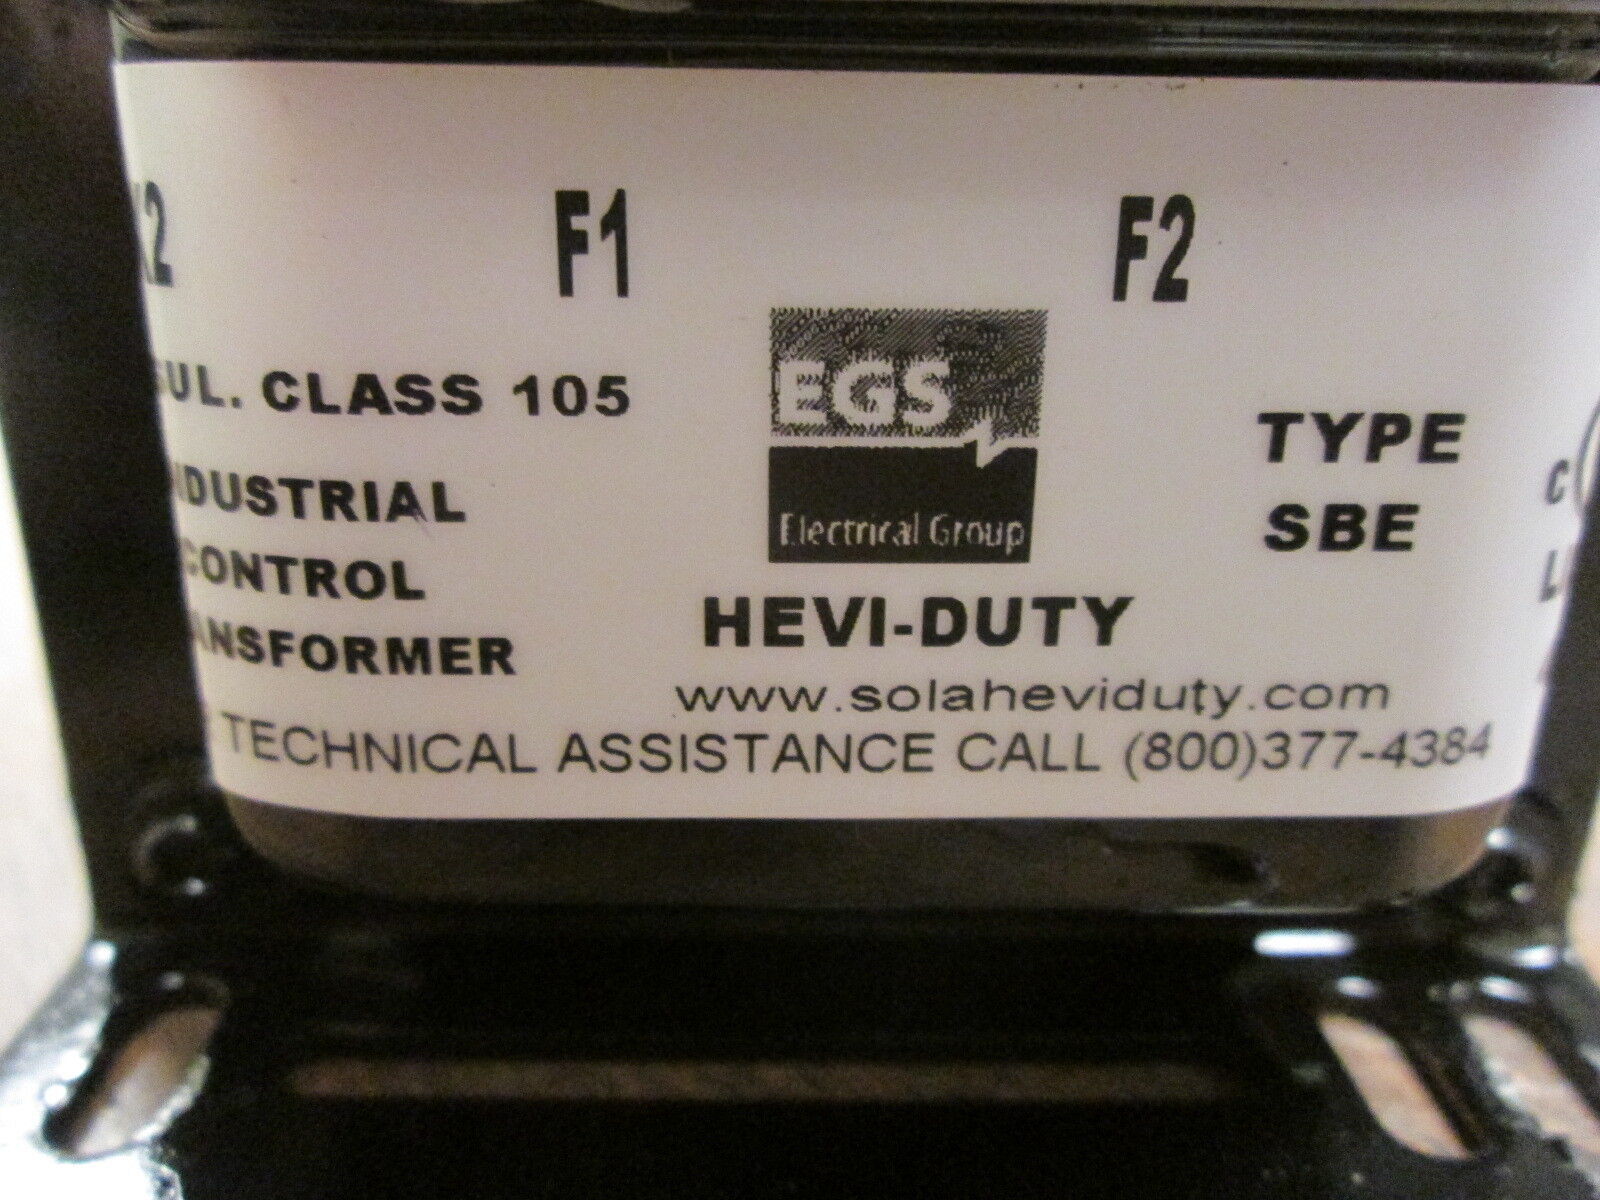 F1 F2
EGS
Electrical Group
CLASS 105
CONTROL
TYPE
SBE
HEVI-DUTY
www.solaheviduty.com
TECHNICAL ASSISTANCE CALL (800)377-4384